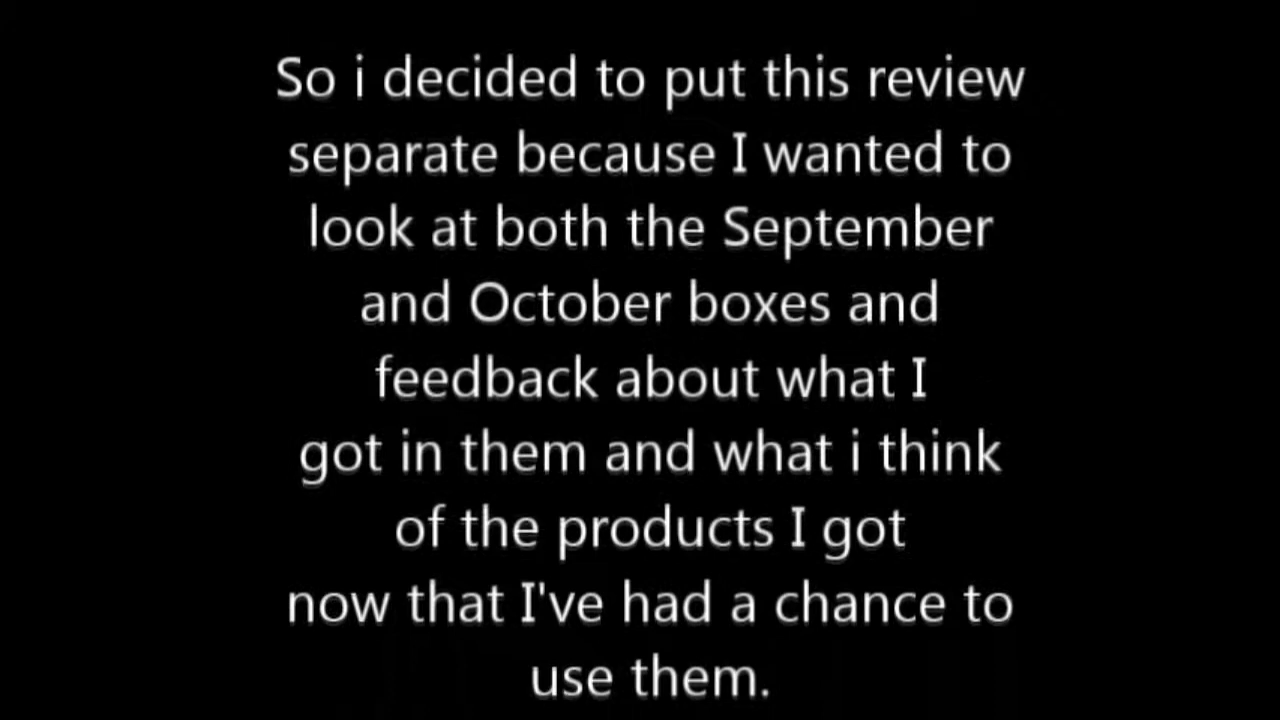 So i decided to put this review
separate because I wanted to
look at both the September
and October boxes and
feedback about what I
got in them and what i think
of the products I got
now that I've had a chance to
use them.